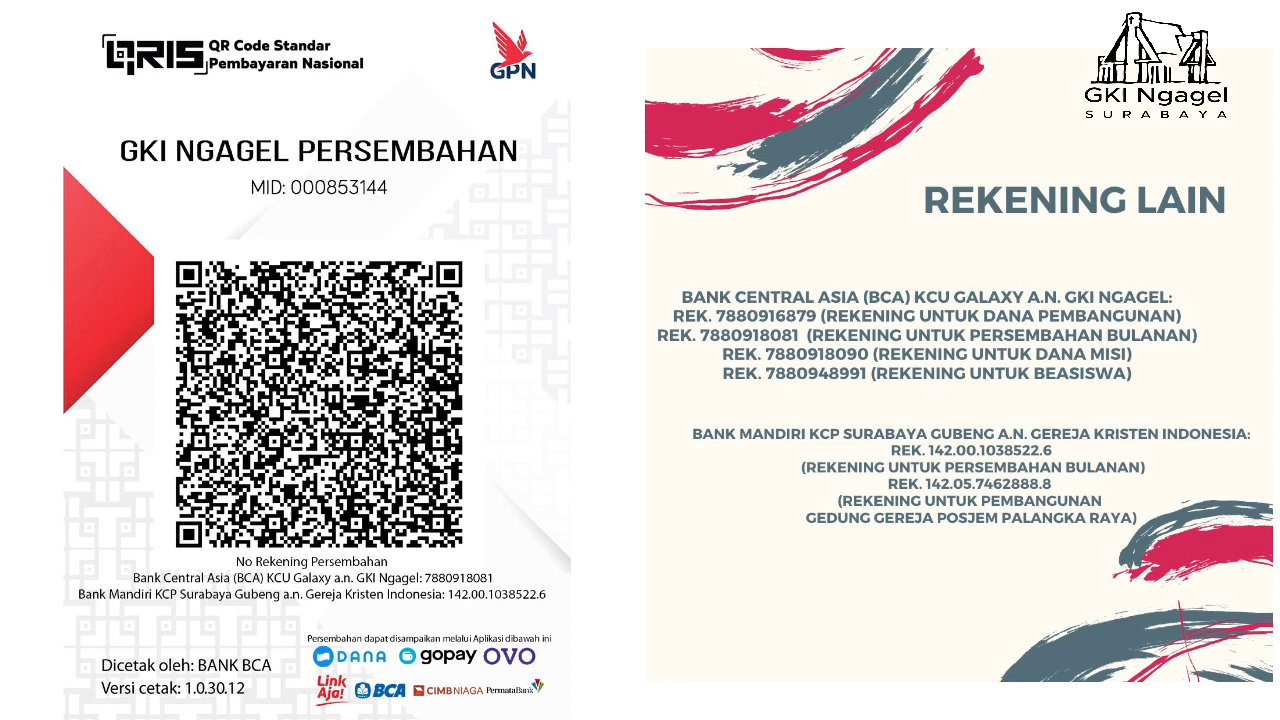 QRIS QR Code Standar
Pembayaran Nasional
GPN
GKI NGAGEL PERSEMBAHAN
MID: 000853144
No Rekening Persembahan
Bank Central Asia (BCA) KCU Galaxy a.n. GKI Ngagel: 7880918081
Bank Mandiri KCP Surabaya Gubeng a.n. Gereja Kristen Indonesia: 142.00.1038522.6
Persembahan dapat disampaikan melalui Aplikasi dibawah ini
DANA gopay OVO
Link Aja! BCA CIMB NIAGA PermataBank
Dicetak oleh: BANK BCA
Versi cetak: 1.0.30.12
GKI Ngagel
SURABAYA
REKENING LAIN
BANK CENTRAL ASIA (BCA) KCU GALAXY A.N. GKI NGAGEL:
REK. 7880916879 (REKENING UNTUK DANA PEMBANGUNAN)
REK. 7880918081 (REKENING UNTUK PERSEMBAHAN BULANAN)
REK. 7880918090 (REKENING UNTUK DANA MISI)
REK. 7880948991 (REKENING UNTUK BEASISWA)
BANK MANDIRI KCP SURABAYA GUBENG A.N. GEREJA KRISTEN INDONESIA:
REK. 142.00.1038522.6
(REKENING UNTUK PERSEMBAHAN BULANAN)
REK. 142.05.7462888.8
(REKENING UNTUK PEMBANGUNAN
GEDUNG GEREJA POSJEM PALANGKA RAYA)